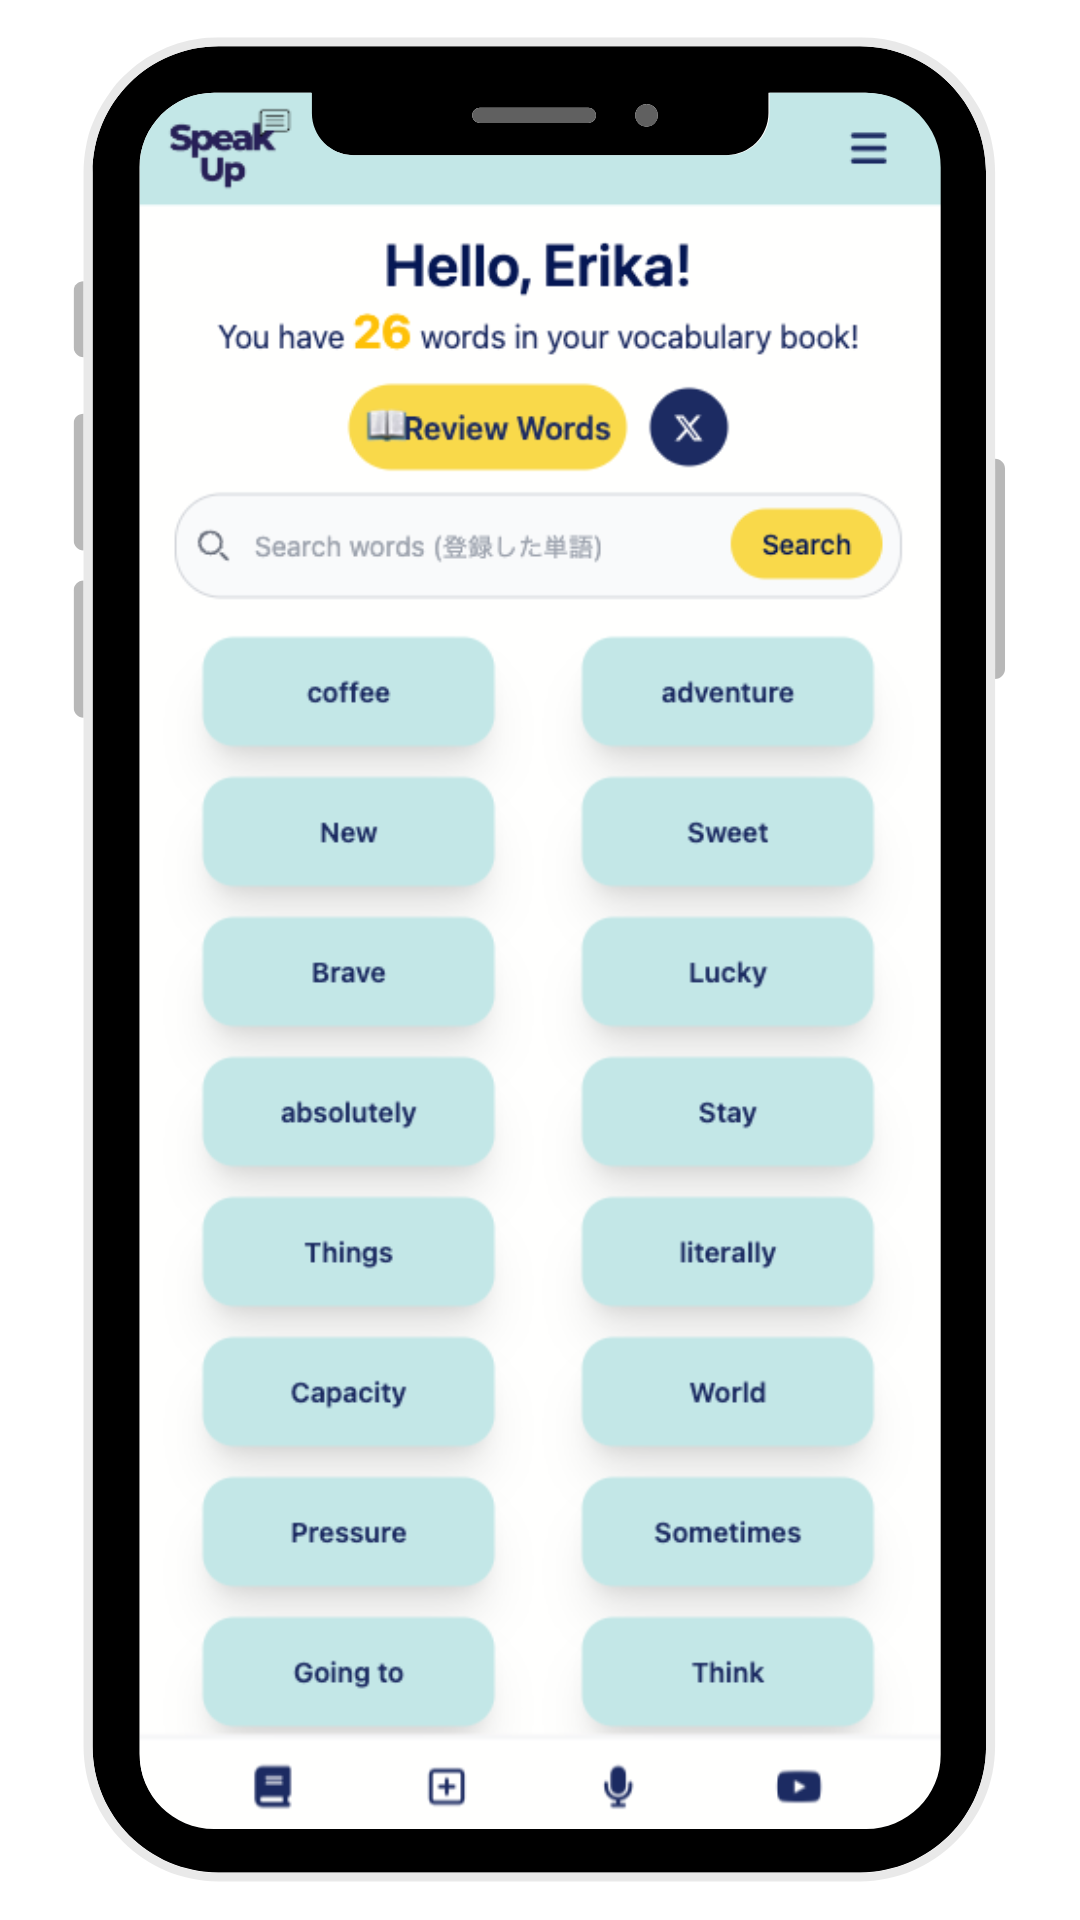 Speak
Up
Hello, Erika!
You have 26 words in your vocabulary book!
📖Review Words
𝕏
Search words (登録した単語)
Search
coffee
adventure
New
Sweet
Brave
Lucky
absolutely
Stay
Things
literally
Capacity
World
Pressure
Sometimes
Going to
Think